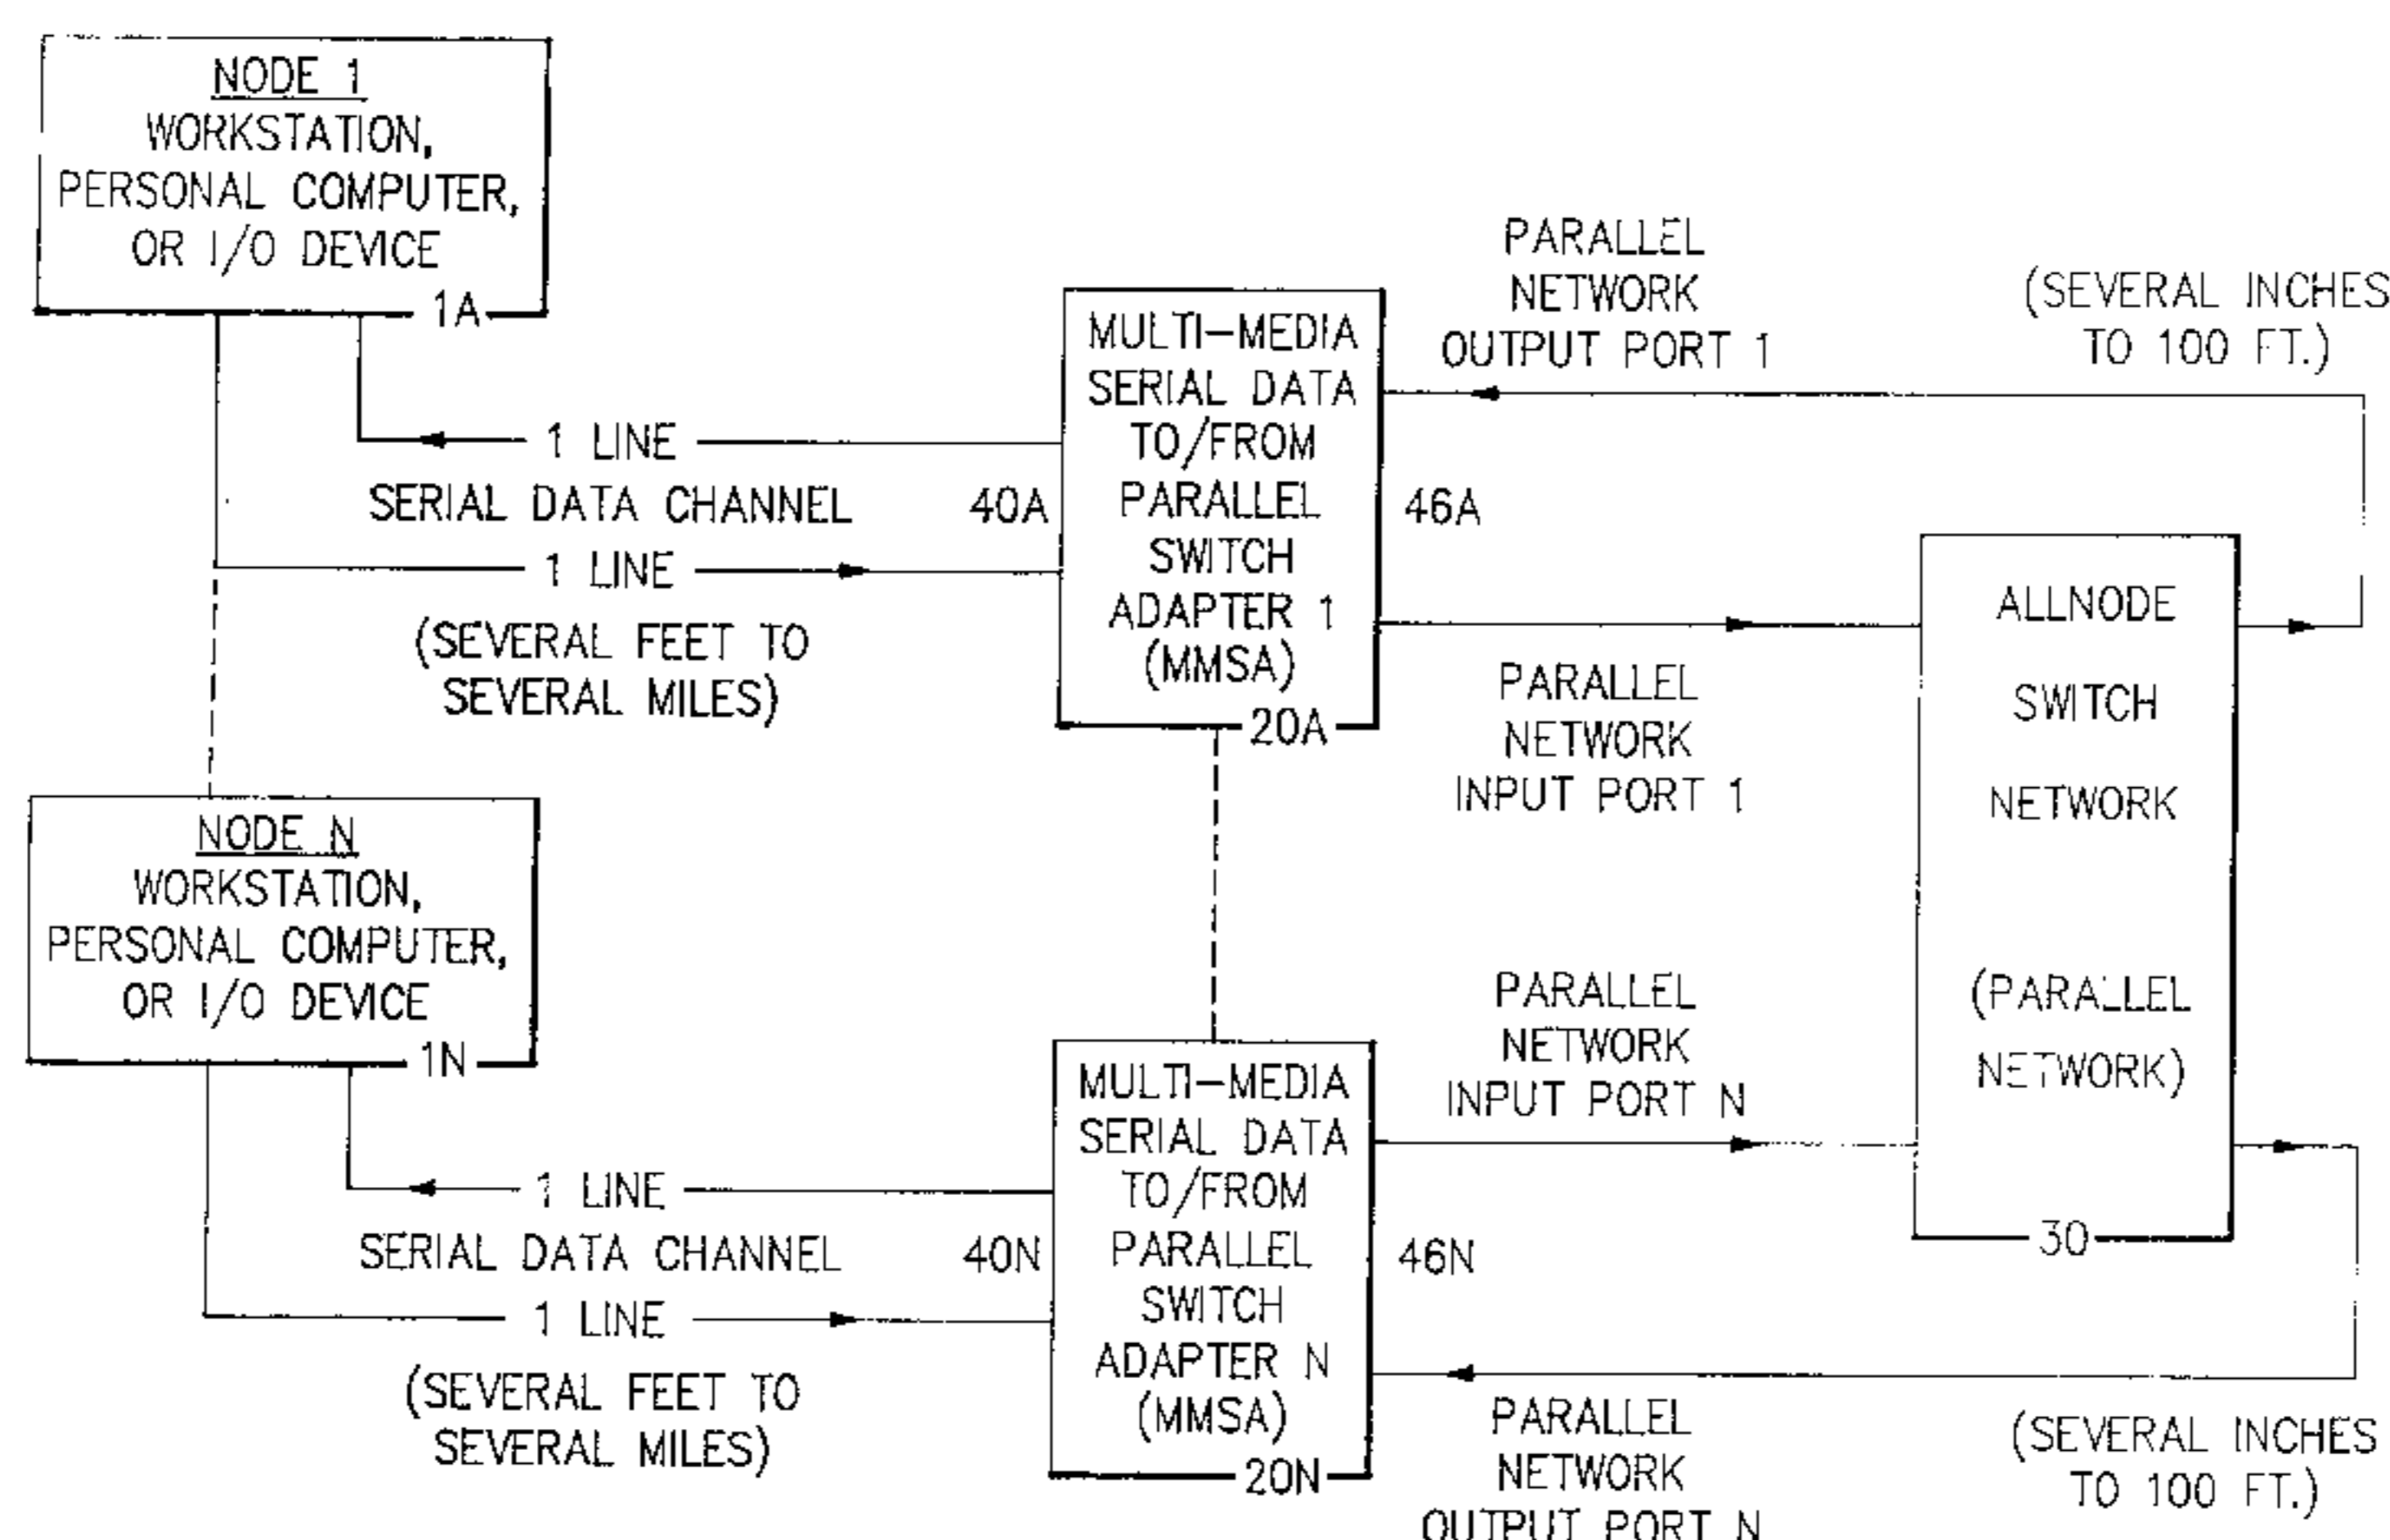 NODE 1
WORKSTATION,
PERSONAL COMPUTER,
OR I/O DEVICE
1A
1 LINE
SERIAL DATA CHANNEL
1 LINE
(SEVERAL FEET TO
SEVERAL MILES)
40A
MULTI-MEDIA
SERIAL DATA
TO/FROM
PARALLEL
SWITCH
ADAPTER 1
(MMSA)
20A
46A
PARALLEL
NETWORK
OUTPUT PORT 1
(SEVERAL INCHES
TO 100 FT.)
PARALLEL
NETWORK
INPUT PORT 1
ALLNODE
SWITCH
NETWORK
(PARALLEL
NETWORK)
30
NODE N
WORKSTATION,
PERSONAL COMPUTER,
OR I/O DEVICE
1N
1 LINE
SERIAL DATA CHANNEL
1 LINE
(SEVERAL FEET TO
SEVERAL MILES)
40N
MULTI-MEDIA
SERIAL DATA
TO/FROM
PARALLEL
SWITCH
ADAPTER N
(MMSA)
20N
46N
PARALLEL
NETWORK
INPUT PORT N
PARALLEL
NETWORK
OUTPUT PORT N
(SEVERAL INCHES
TO 100 FT.)